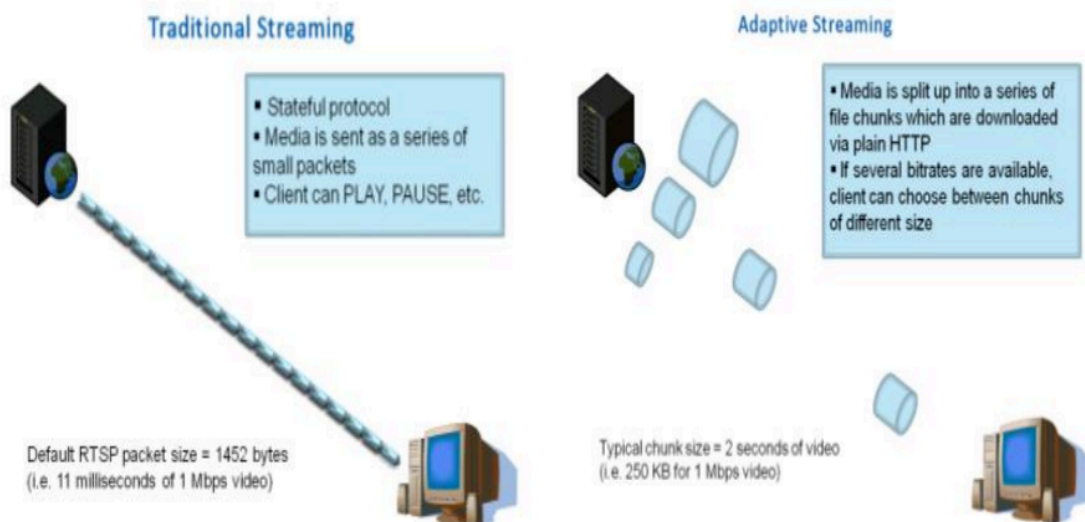 Traditional Streaming
▪ Stateful protocol
▪ Media is sent as a series of
small packets
▪ Client can PLAY, PAUSE, etc.
Default RTSP packet size = 1452 bytes
(i.e. 11 milliseconds of 1 Mbps video)
Adaptive Streaming
▪ Media is split up into a series of
file chunks which are downloaded
via plain HTTP
▪ If several bitrates are available,
client can choose between chunks
of different size
Typical chunk size = 2 seconds of video
(i.e. 250 KB for 1 Mbps video)